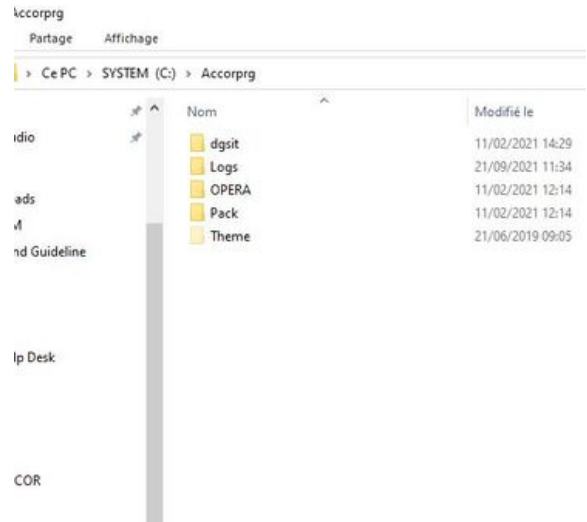 Accorprg
Partage Affichage
> Ce PC > SYSTEM (C:) > Accorprg
Nom Modifié le
dgsit 11/02/2021 14:29
Logs 21/09/2021 11:34
OPERA 11/02/2021 12:14
Pack 11/02/2021 12:14
Theme 21/06/2019 09:05
idio
ads
M
nd Guideline
lp Desk
COR